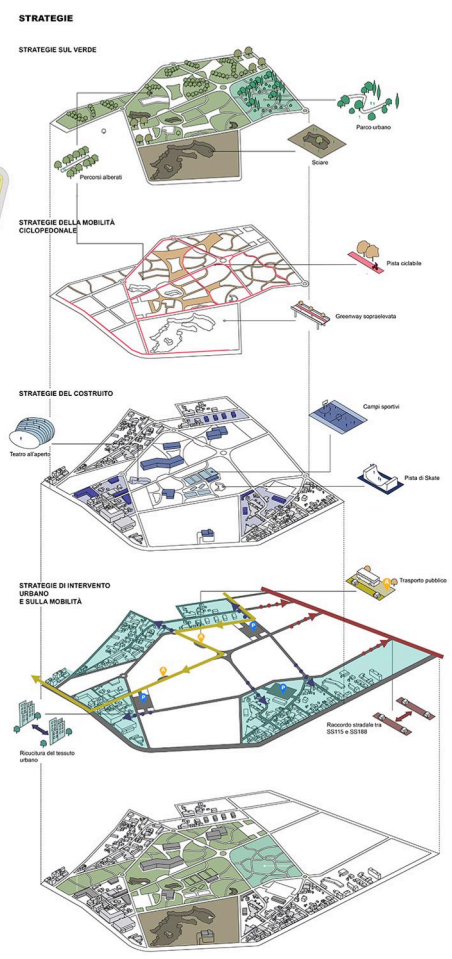 STRATEGIE
STRATEGIE SUL VERDE
Parco urbano
Sciare
Percorsi alberati
STRATEGIE DELLA MOBILITÀ
CICLOPEDONALE
Pista ciclabile
Greenway sopraelevata
STRATEGIE DEL COSTRUITO
Campi sportivi
Teatro all'aperto
Pista di Skate
STRATEGIE DI INTERVENTO
URBANO
E SULLA MOBILITÀ
Trasporto pubblico
P
P
P
Raccordo stradale tra
SS115 e SS188
Ricucitura del tessuto
urbano